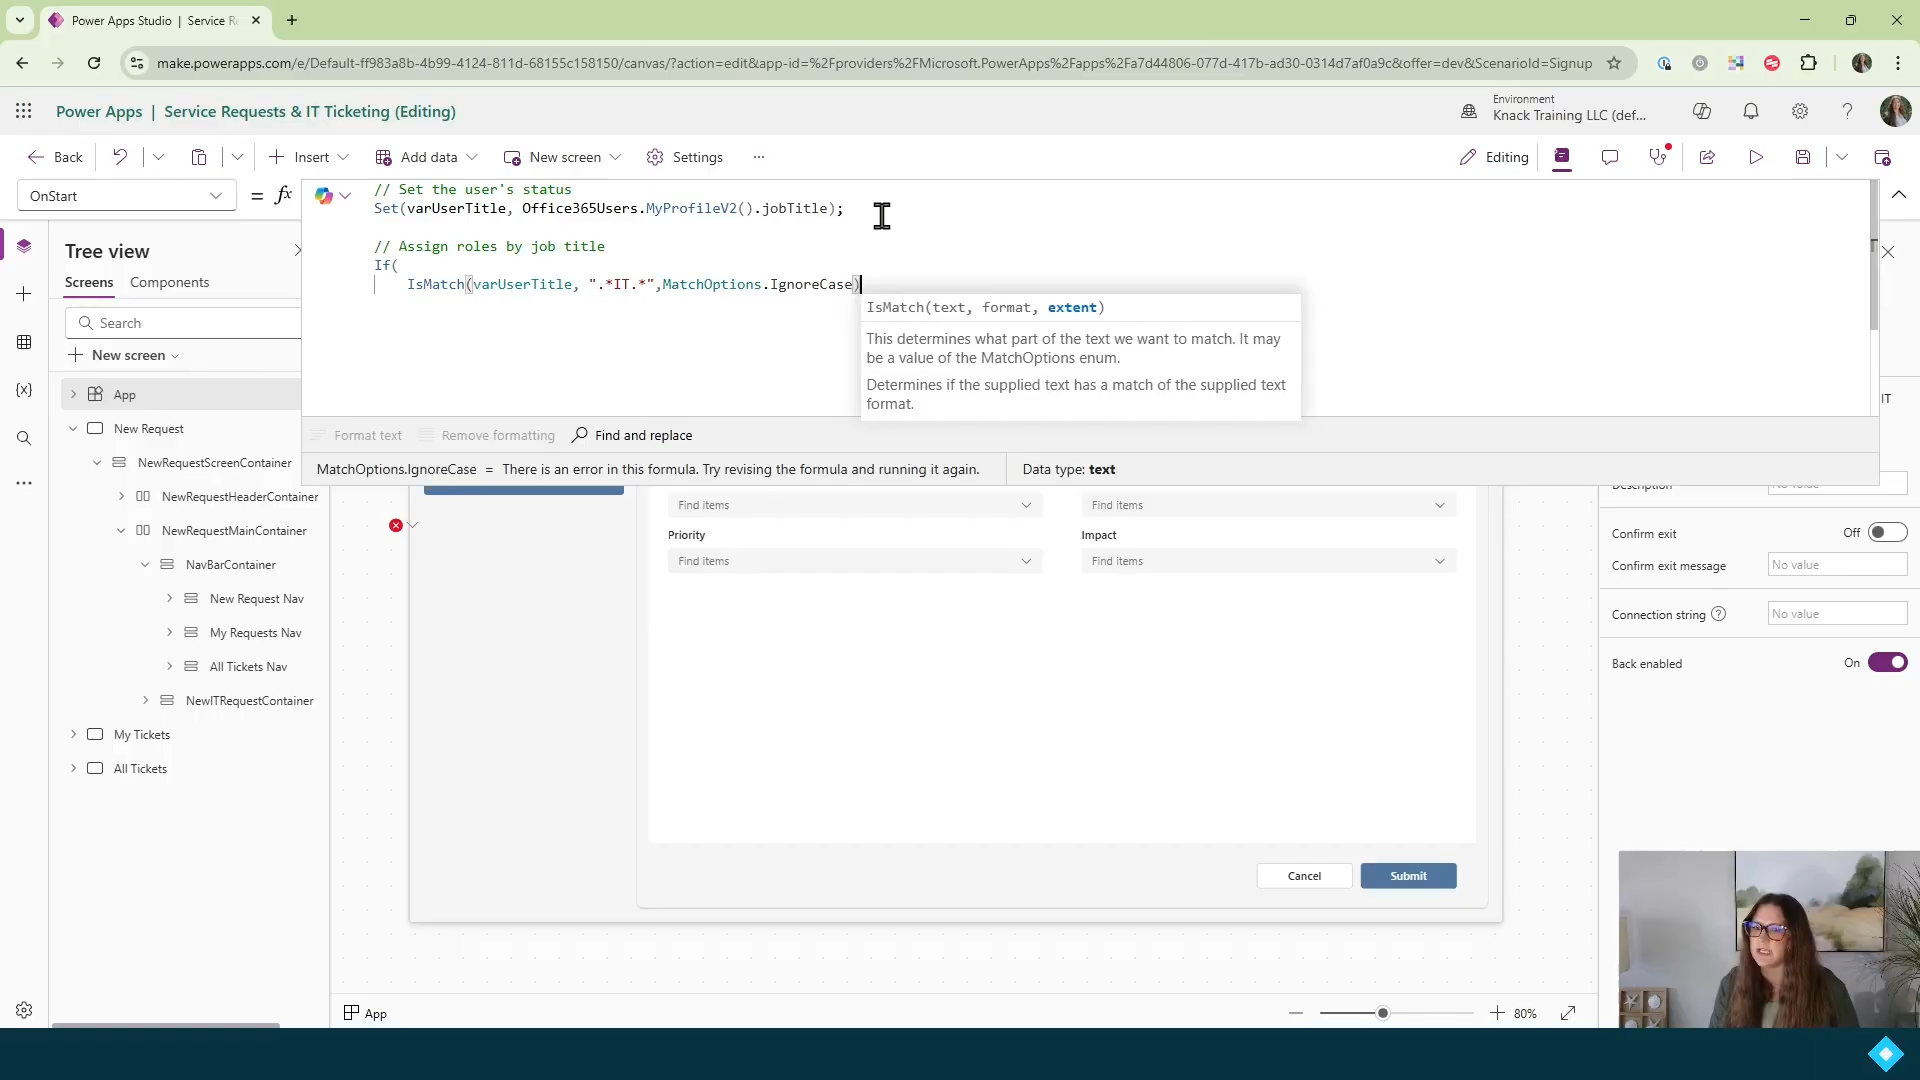 Power Apps Studio | Service R
make.powerapps.com/e/Default-ff983a8b-4b99-4124-811d-68155c158150/canvas/?action=edit&app-id=%2Fproviders%2FMicrosoft.PowerApps%2Fapps%2Fa7d44806-077d-417b-ad30-0314d7af0a9c&offer=dev&ScenarioId=Signup
Power Apps | Service Requests & IT Ticketing (Editing)
Environment
Knack Training LLC (def...
Back
Insert
Add data
New screen
Settings
...
Editing
OnStart
= fx
// Set the user's status
Set(varUserTitle, Office365Users.MyProfileV2().jobTitle);
// Assign roles by job title
If(
IsMatch(varUserTitle, ".*IT.*",MatchOptions.IgnoreCase)
IsMatch(text, format, extent)
This determines what part of the text we want to match. It may
be a value of the MatchOptions enum.
Determines if the supplied text has a match of the supplied text
format.
Format text
Remove formatting
Find and replace
MatchOptions.IgnoreCase = There is an error in this formula. Try revising the formula and running it again.
Data type: text
Tree view
Screens
Components
Search
New screen
App
New Request
NewRequestScreenContainer
NewRequestHeaderContainer
NewRequestMainContainer
NavBarContainer
New Request Nav
My Requests Nav
All Tickets Nav
NewITRequestContainer
My Tickets
All Tickets
Find items
Find items
Priority
Impact
Find items
Find items
Cancel
Submit
IT
Description
No value
Confirm exit
Off
Confirm exit message
No value
Connection string
No value
Back enabled
On
App
80%